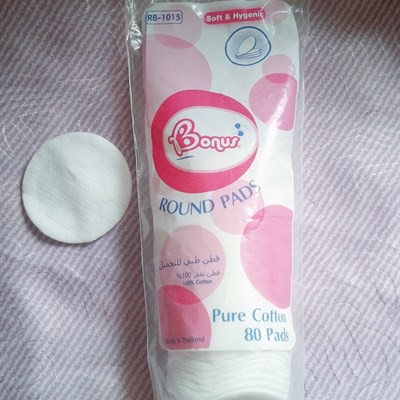 RB-1015
Soft & Hygenic
Bonus
ROUND PADS
قطن طبي للتجميل
قطن نقي 100%
100% Cotton
Pure Cotton
80 Pads
Made in Thailand